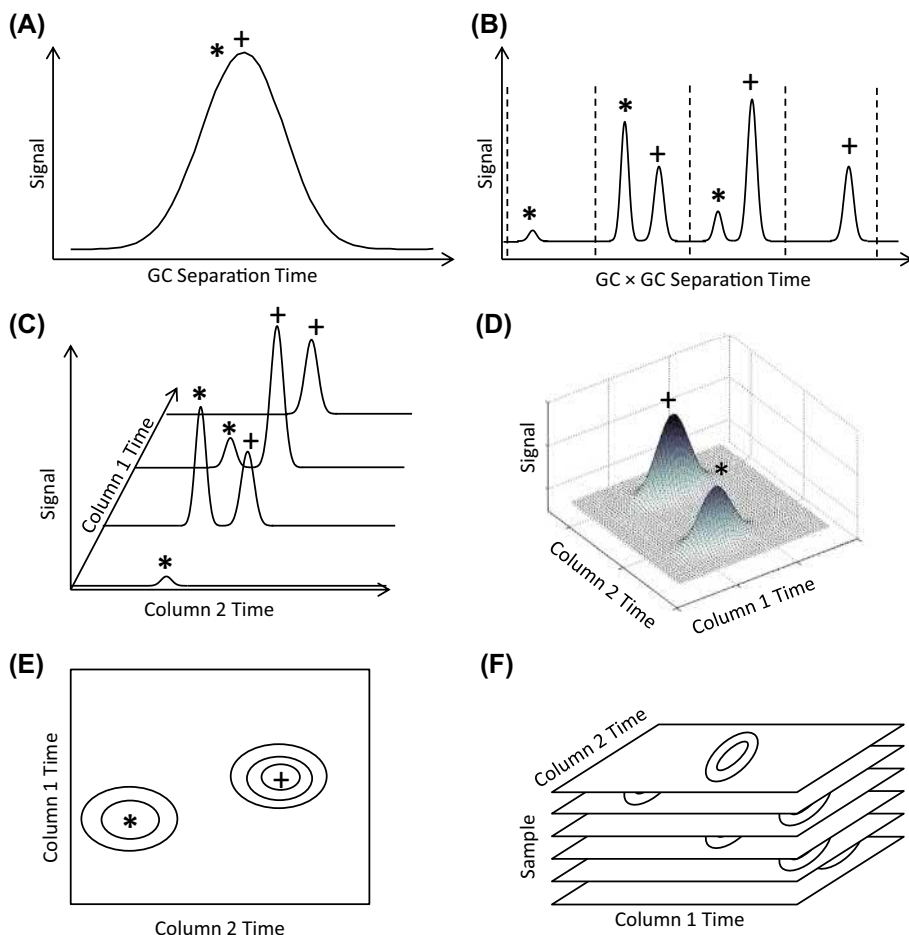 (A)
* +
Signal
GC Separation Time
(B)
* * + * + +
Signal
GC × GC Separation Time
(C)
* * + + +
Signal
Column 1 Time
Column 2 Time
(D)
+
*
Signal
Column 2 Time
Column 1 Time
(E)
* +
Column 1 Time
Column 2 Time
(F)
Column 2 Time
Sample
Column 1 Time